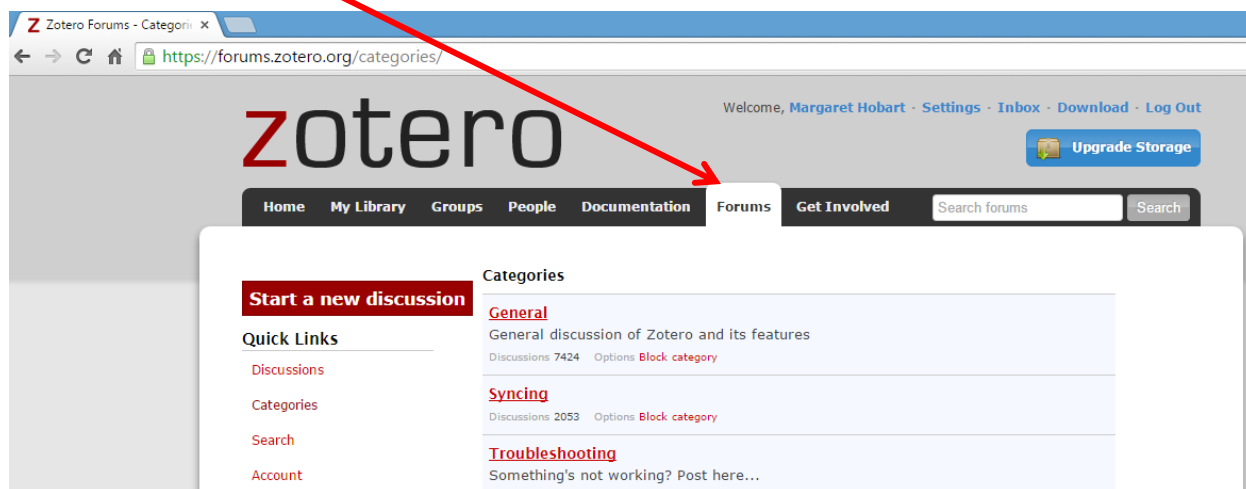 Z Zotero Forums - Categori ×
https://forums.zotero.org/categories/
zotero
Welcome, Margaret Hobart · Settings · Inbox · Download · Log Out
Upgrade Storage
Home My Library Groups People Documentation Forums Get Involved Search forums Search
Start a new discussion
Quick Links
Discussions
Categories
Search
Account
Categories
General
General discussion of Zotero and its features
Discussions 7424 Options Block category
Syncing
Discussions 2053 Options Block category
Troubleshooting
Something's not working? Post here...